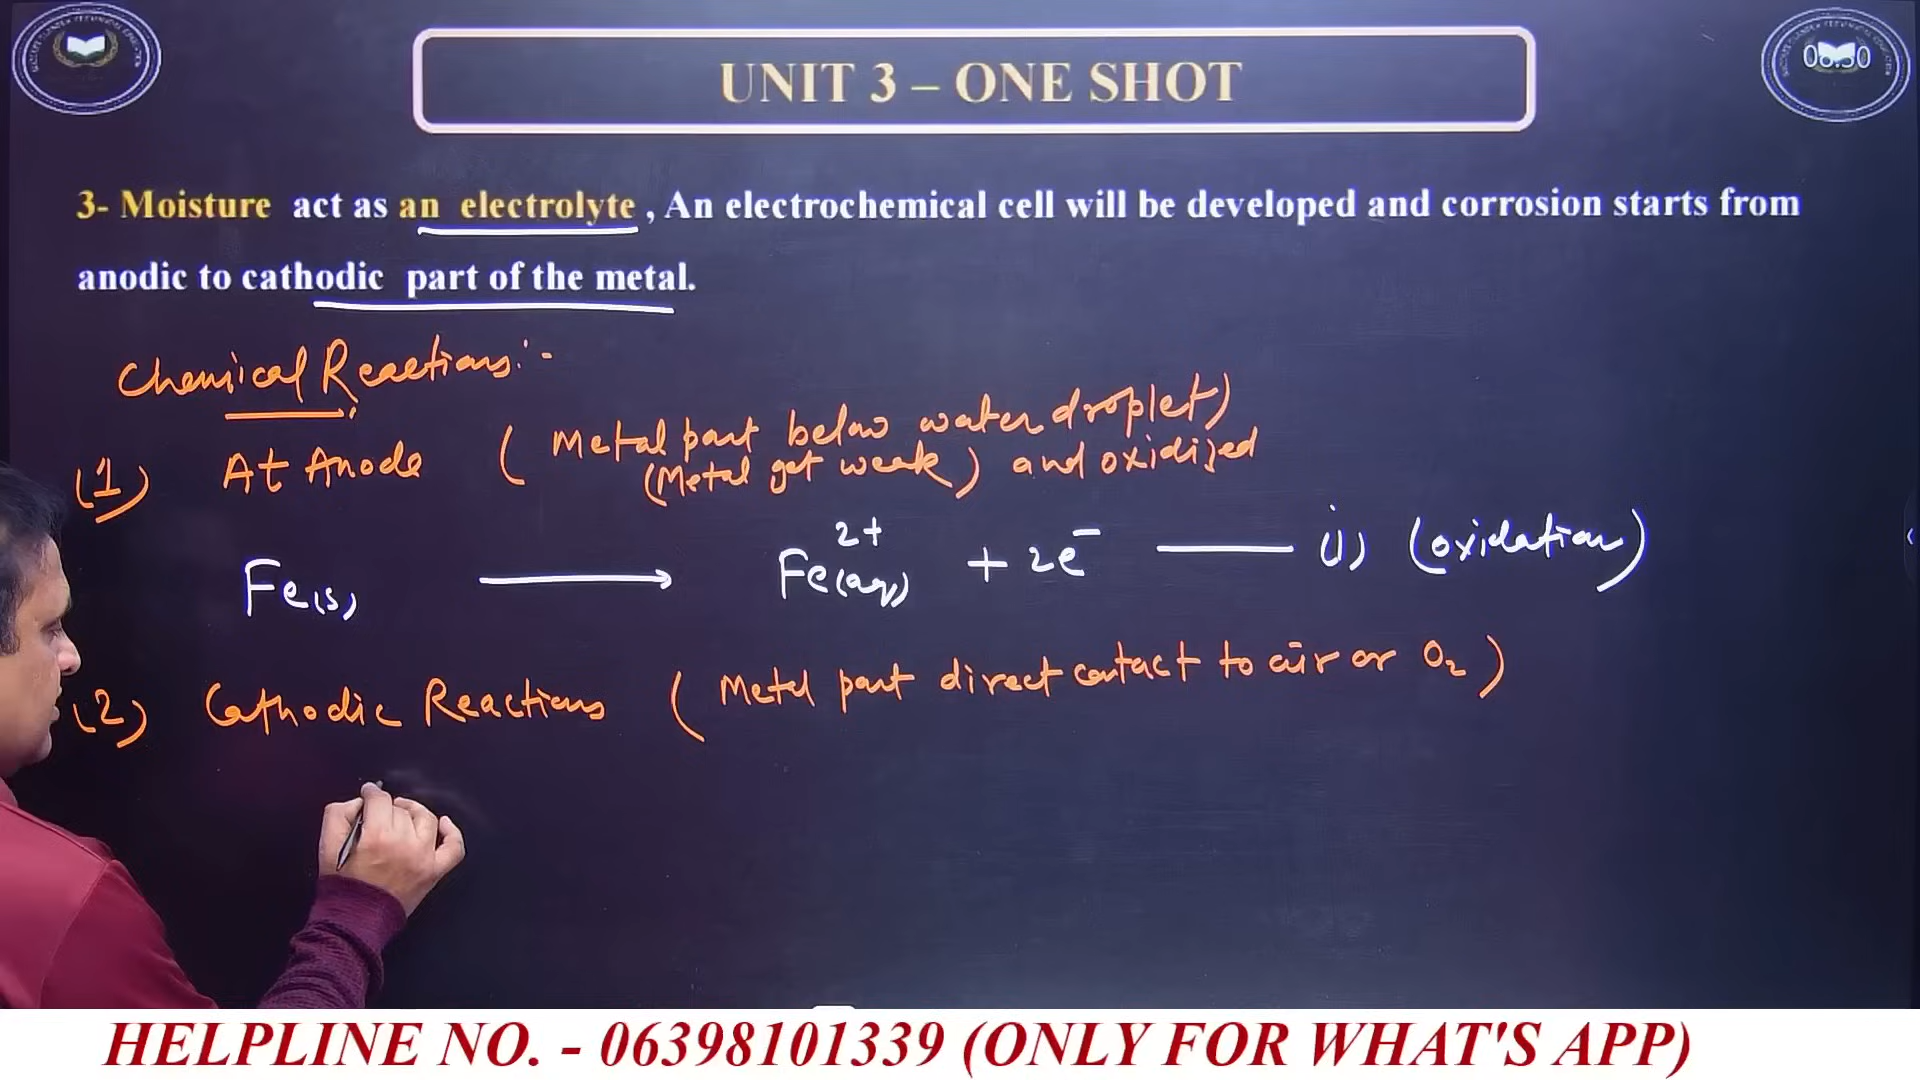 08:30
UNIT 3 – ONE SHOT
3- Moisture act as an electrolyte , An electrochemical cell will be developed and corrosion starts from
anodic to cathodic part of the metal.
Chemical Reactions :-
(1) At Anode ( Metal part below water droplet)
(Metal get weak) and oxidized
Fe(s) ⟶ Fe²⁺(aq) + 2e⁻ —— (i) (oxidation)
(2) Cathodic Reactions ( Metal part direct contact to air or O₂ )
HELPLINE NO. - 06398101339 (ONLY FOR WHAT'S APP)